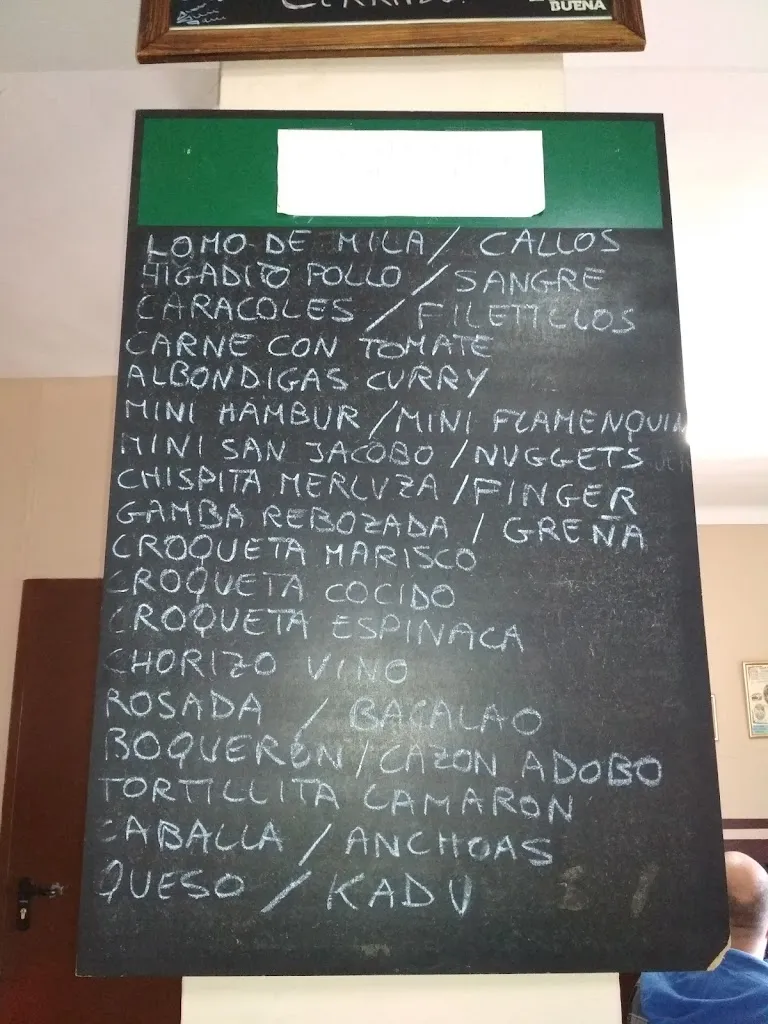 BUENA
LOMO DE MILA / CALLOS
HIGADITO POLLO / SANGRE
CARACOLES / FILETILLOS
CARNE CON TOMATE
ALBONDIGAS CURRY
MINI HAMBUR / MINI FLAMENQUIN
MINI SAN JACOBO / NUGGETS
CHISPITA MERLUZA / FINGER
GAMBA REBOZADA / GREÑA
CROQUETA MARISCO
CROQUETA COCIDO
CROQUETA ESPINACA
CHORIZO VINO
ROSADA / BACALAO
BOQUERON / CAZON ADOBO
TORTILLITA CAMARON
CABALLA / ANCHOAS
QUESO / KADU